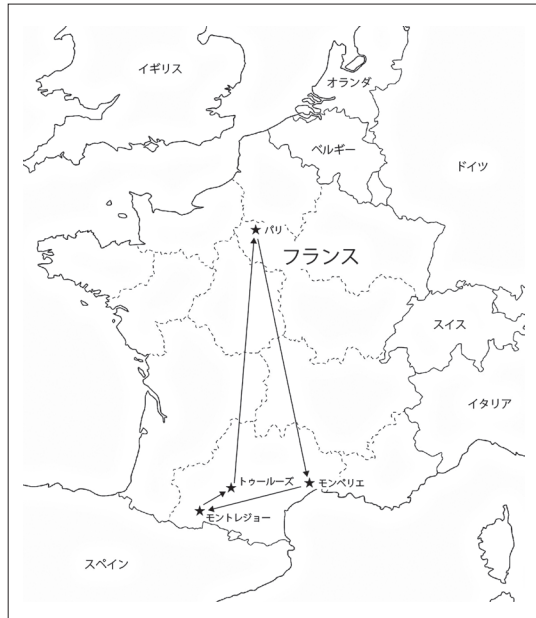 イギリス
オランダ
ベルギー
ドイツ
パリ
フランス
スイス
イタリア
トゥールーズ
モンペリエ
モントレジョー
スペイン